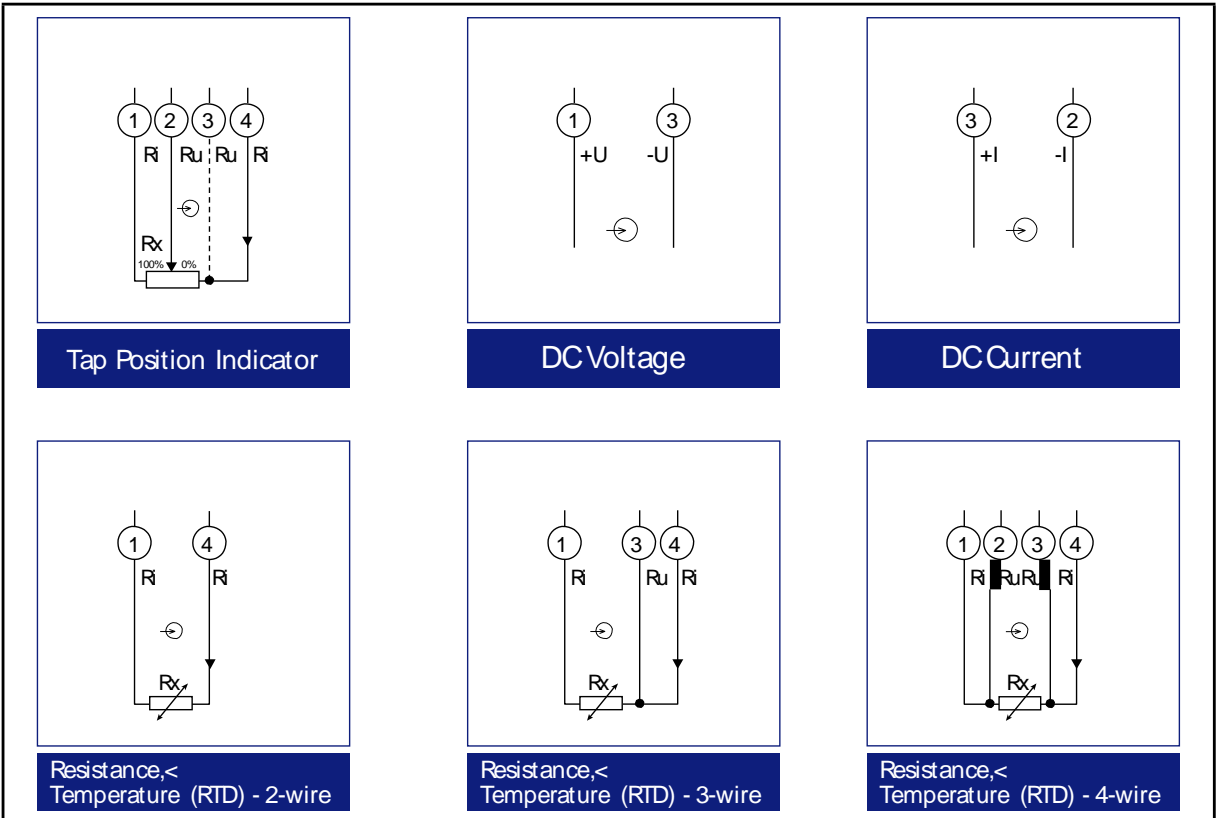 1 2 3 4
Ri Ru Ru Ri
Rx
100% 0%
Tap Position Indicator
1 3
+U -U
DC Voltage
3 2
+I -I
DC Current
1 4
Ri Ri
Rx
Resistance,<
Temperature (RTD) - 2-wire
1 3 4
Ri Ru Ri
Rx
Resistance,<
Temperature (RTD) - 3-wire
1 2 3 4
Ri Ru Ru Ri
Rx
Resistance,<
Temperature (RTD) - 4-wire